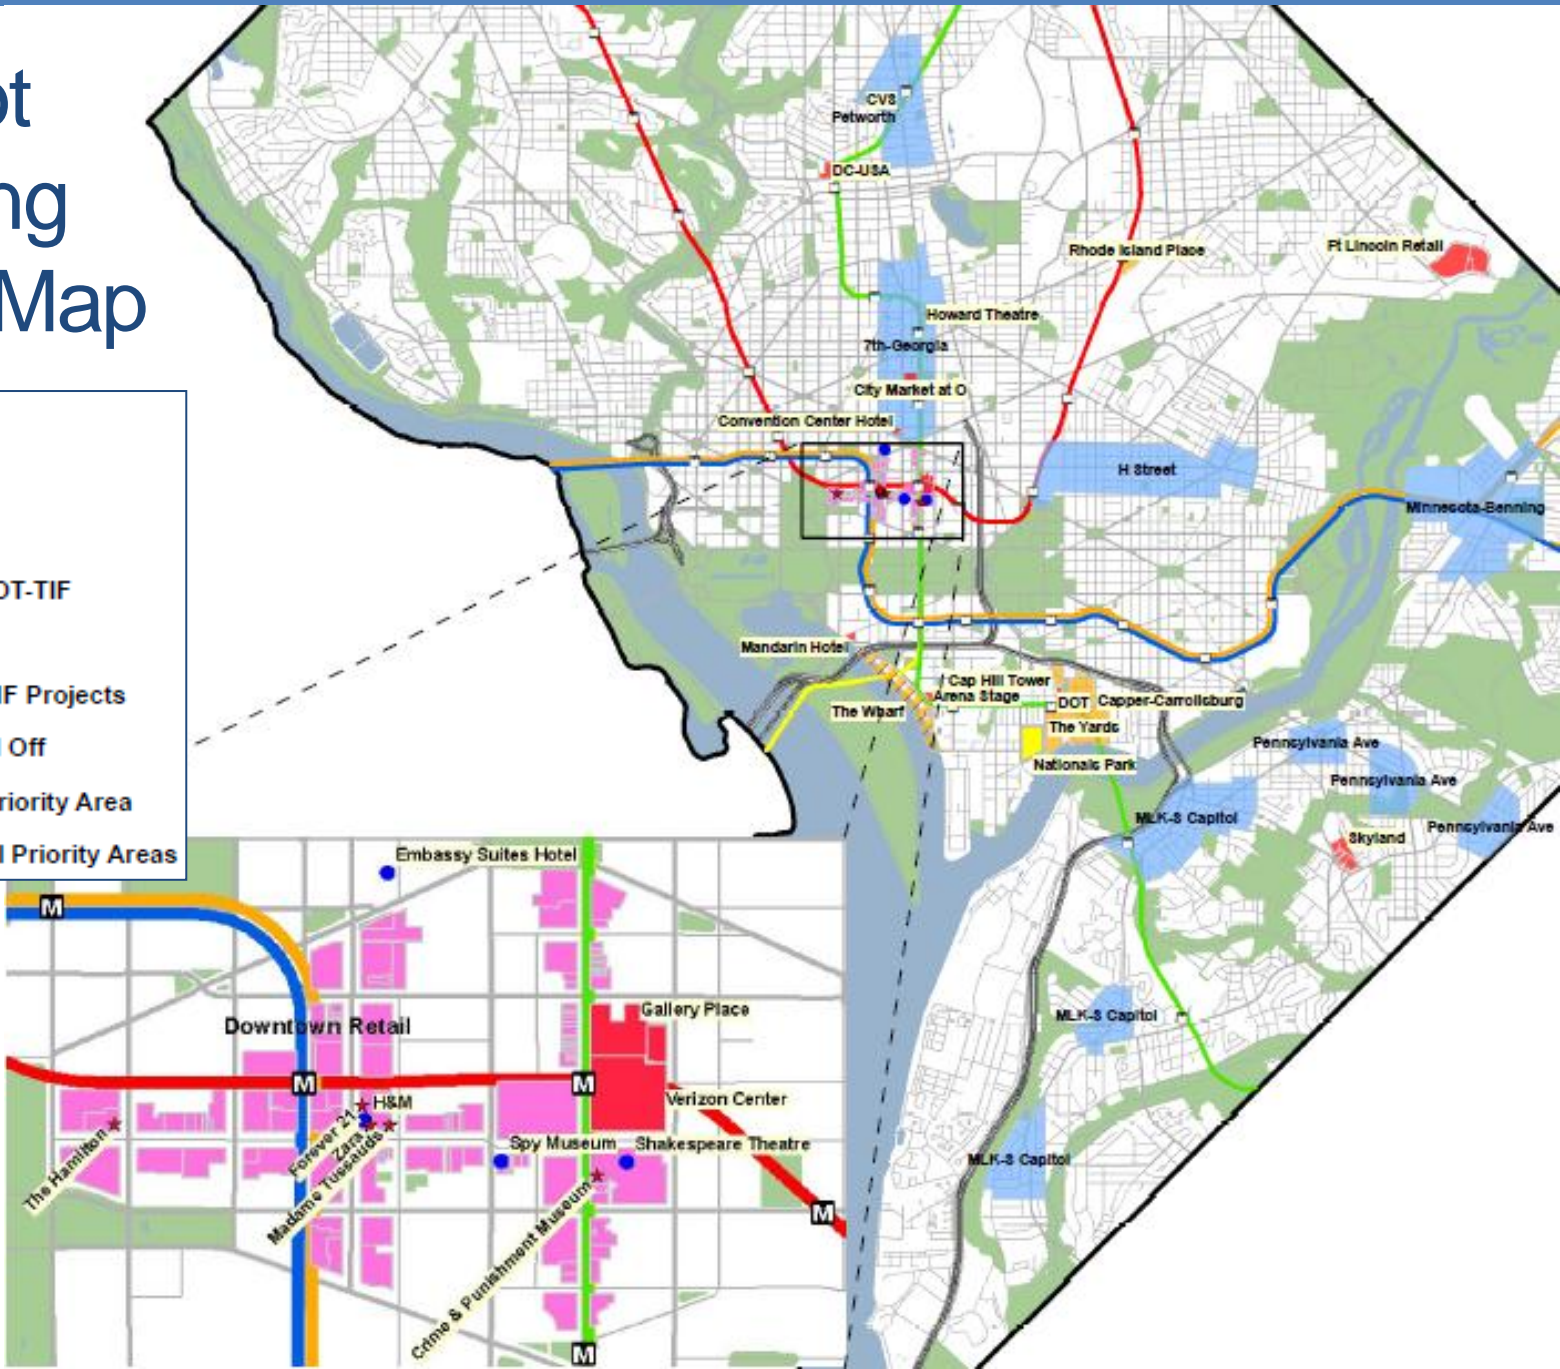 ot
ng
Map
OT-TIF
IF Projects
l Off
riority Area
l Priority Areas
CVS
Petworth
DC-USA
Rhode Island Place
Ft Lincoln Retail
Howard Theatre
7th-Georgia
City Market at O
Convention Center Hotel
H Street
Minnesota-Benning
Mandarin Hotel
Cap Hill Tower
Arena Stage
DOT
Capper-Carrollsburg
The Wharf
The Yards
Nationals Park
Pennsylvania Ave
Pennsylvania Ave
Pennsylvania Ave
MLK-S Capitol
Skyland
MLK-S Capitol
MLK-S Capitol
Embassy Suites Hotel
M
Gallery Place
Downtown Retail
M
M
Verizon Center
H&M
Forever 21
Zara
Madame Tussauds
The Hamilton
Spy Museum
Shakespeare Theatre
Crime & Punishment Museum
M
M